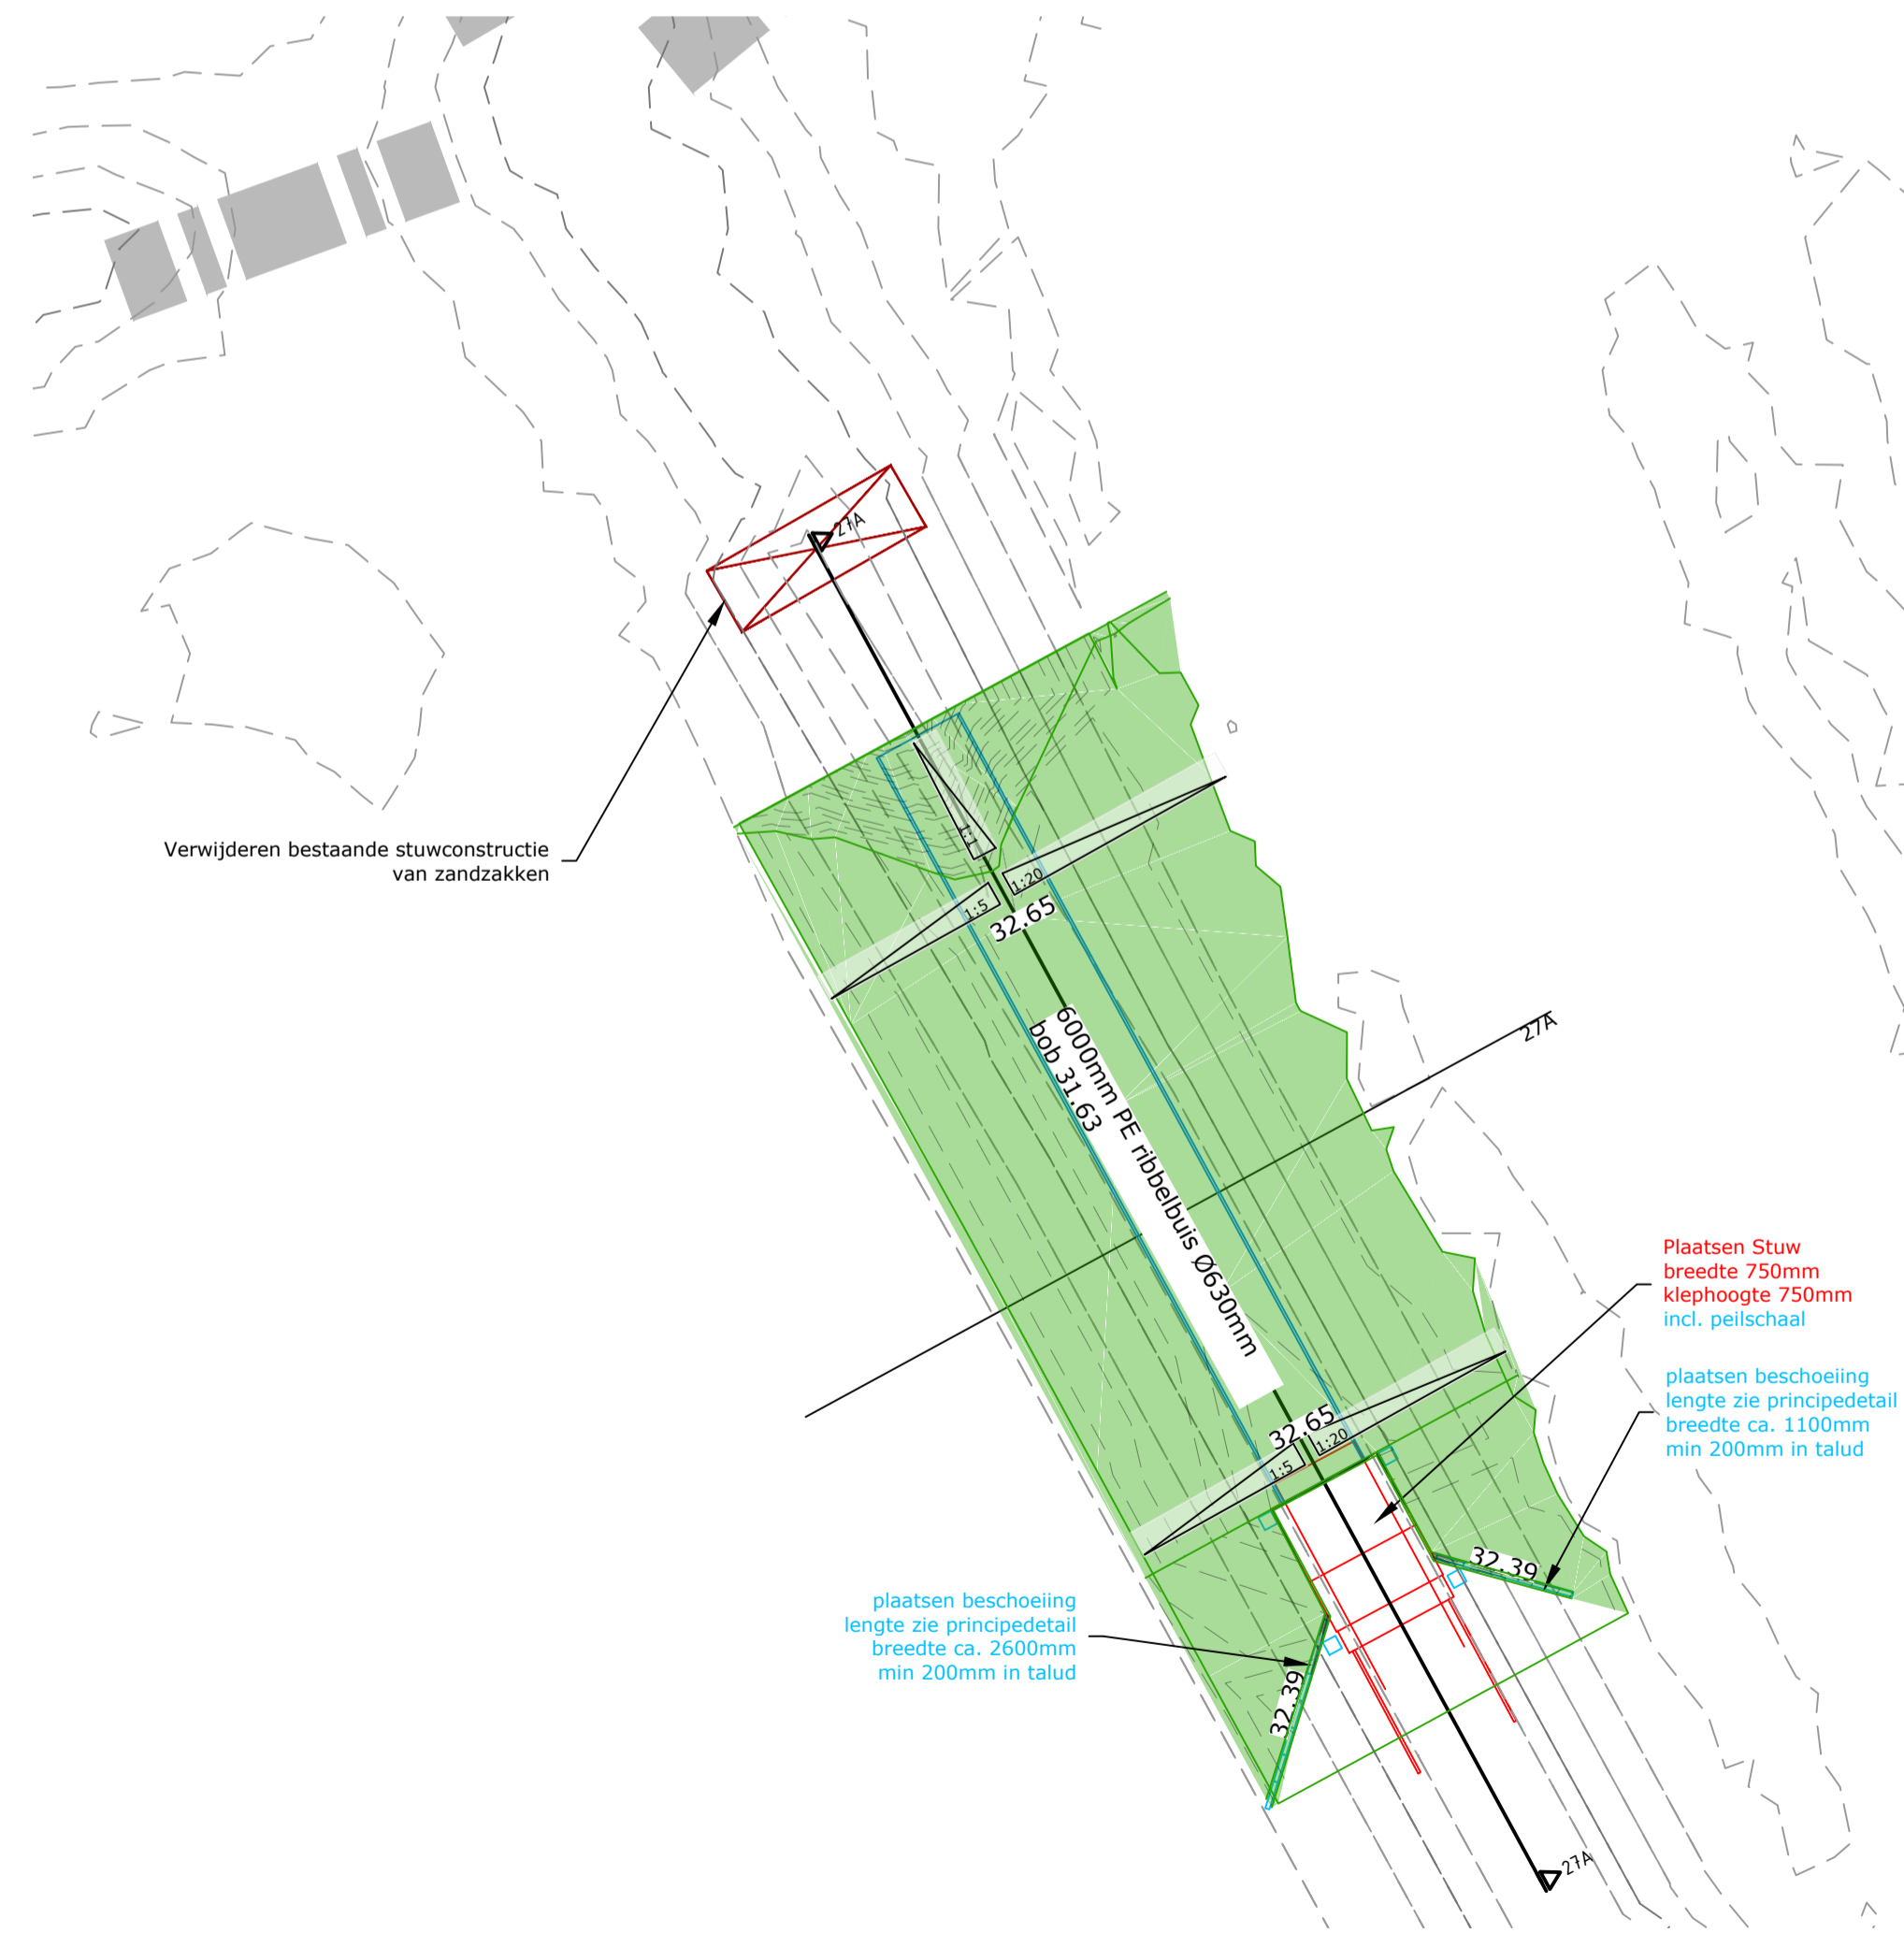 27A
Verwijderen bestaande stuwconstructie
van zandzakken
1:1
1:20
1:5
32.65
27A
6000mm PE ribbelbuis Ø630mm
bob 31.63
Plaatsen Stuw
breedte 750mm
klephoogte 750mm
incl. peilschaal
plaatsen beschoeiing
lengte zie principedetail
breedte ca. 1100mm
min 200mm in talud
32.65
1:20
1:5
32.39
plaatsen beschoeiing
lengte zie principedetail
breedte ca. 2600mm
min 200mm in talud
32.39
27A